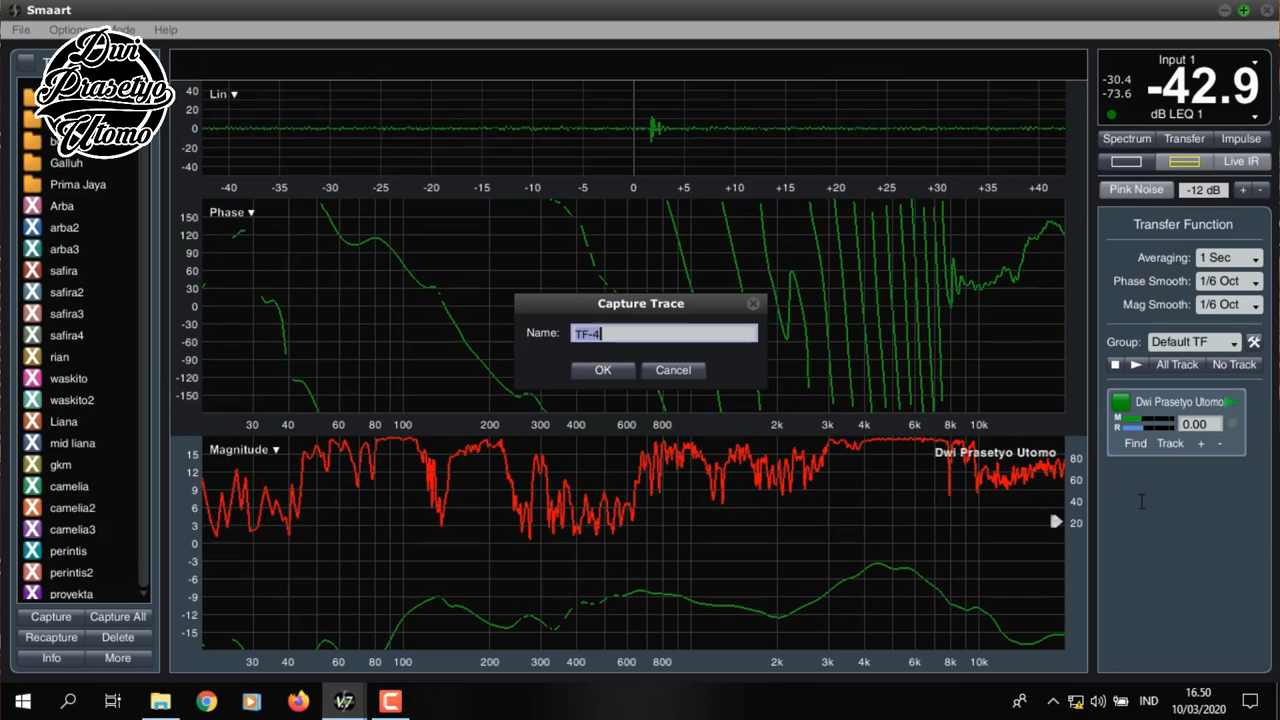 Smaart
File Options Mode Help
Dwi
Prasetyo
Utomo
Galluh
Prima Jaya
Arba
arba2
arba3
safira
safira2
safira3
safira4
rian
waskito
waskito2
Liana
mid liana
gkm
camelia
camelia2
camelia3
perintis
perintis2
proyekta
Capture Capture All
Recapture Delete
Info More
Lin
40
20
0
-20
-40
-40 -35 -30 -25 -20 -15 -10 -5 0 +5 +10 +15 +20 +25 +30 +35 +40
Phase
150
120
90
60
30
0
-30
-60
-90
-120
-150
30 40 60 80 100 200 300 400 600 800 2k 3k 4k 6k 8k 10k
Capture Trace
Name: TF-4
OK Cancel
Magnitude
Dwi Prasetyo Utomo
15
12
9
6
3
0
-3
-6
-9
-12
-15
80
60
40
20
30 40 60 80 100 200 300 400 600 800 2k 3k 4k 6k 8k 10k
Input 1
-30.4
-73.6
-42.9
dB LEQ 1
Spectrum Transfer Impulse
Live IR
Pink Noise -12 dB + -
Transfer Function
Averaging: 1 Sec
Phase Smooth: 1/6 Oct
Mag Smooth: 1/6 Oct
Group: Default TF
All Track No Track
Dwi Prasetyo Utomo
M
R
0.00
Find Track + -
V7
IND
16.50
10/03/2020